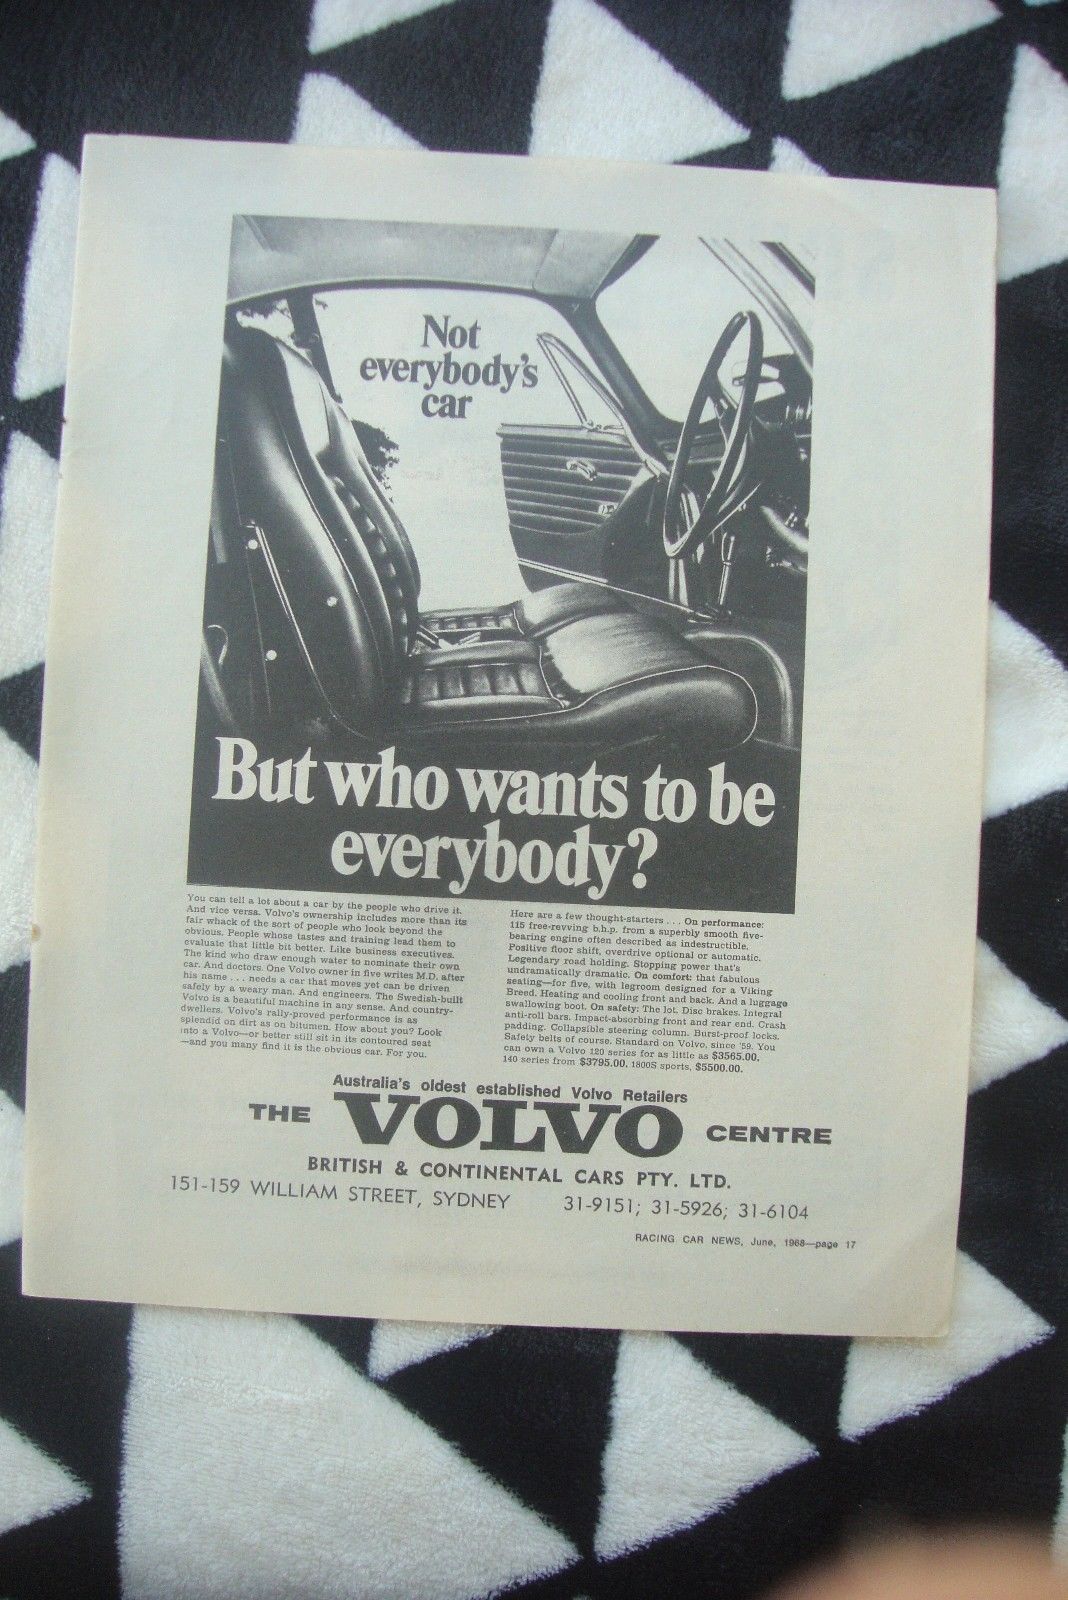 Not
everybody's
car
But who wants to be
everybody?
You can tell a lot about a car by the people who drive it.
And vice versa. Volvo's ownership includes more than its
fair whack of the sort of people who look beyond the
obvious. People whose tastes and training lead them to
evaluate that little bit better. Like business executives.
The kind who draw enough water to nominate their own
car. And doctors. One Volvo owner in five writes M.D. after
his name . . . needs a car that moves yet can be driven
safely by a weary man. And engineers. The Swedish-built
Volvo is a beautiful machine in any sense. And country-
dwellers. Volvo's rally-proved performance is as
splendid on dirt as on bitumen. How about you? Look
into a Volvo—or better still sit in its contoured seat
—and you many find it is the obvious car. For you.
Here are a few thought-starters . . . On performance:
115 free-revving b.h.p. from a superbly smooth five-
bearing engine often described as indestructible.
Positive floor shift, overdrive optional or automatic.
Legendary road holding. Stopping power that's
undramatically dramatic. On comfort: that fabulous
seating—for five, with legroom designed for a Viking
Breed. Heating and cooling front and back. And a luggage
swallowing boot. On safety: The lot. Disc brakes. Integral
anti-roll bars. Impact-absorbing front and rear end. Crash
padding. Collapsible steering column. Burst-proof locks.
Safety belts of course. Standard on Volvo, since '59. You
can own a Volvo 120 series for as little as $3565.00.
140 series from $3795.00. 1800S sports, $5500.00.
Australia's oldest established Volvo Retailers
THE VOLVO CENTRE
BRITISH & CONTINENTAL CARS PTY. LTD.
151-159 WILLIAM STREET, SYDNEY 31-9151; 31-5926; 31-6104
RACING CAR NEWS, June, 1968—page 17